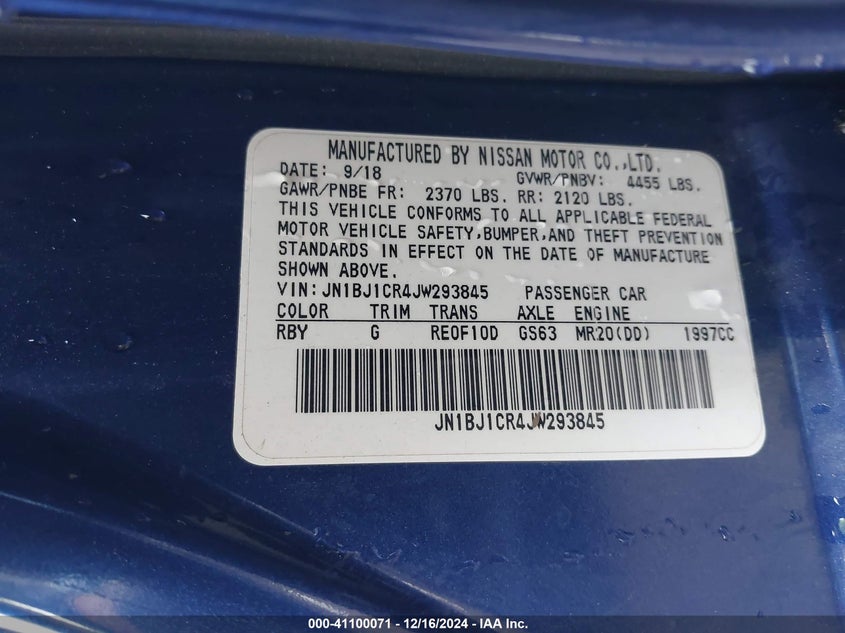 MANUFACTURED BY NISSAN MOTOR CO.,LTD.
DATE: 9/18 GVWR/PNBV: 4455 LBS.
GAWR/PNBE FR: 2370 LBS. RR: 2120 LBS.
THIS VEHICLE CONFORMS TO ALL APPLICABLE FEDERAL
MOTOR VEHICLE SAFETY,BUMPER,AND THEFT PREVENTION
STANDARDS IN EFFECT ON THE DATE OF MANUFACTURE
SHOWN ABOVE.
VIN:JN1BJ1CR4JW293845 PASSENGER CAR
COLOR TRIM TRANS AXLE ENGINE
RBY G RE0F10D GS63 MR20(DD) 1997CC
JN1BJ1CR4JW293845
000-41100071 - 12/16/2024 - IAA Inc.